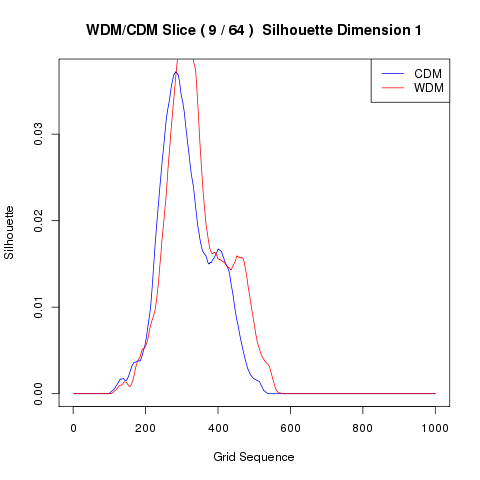 WDM/CDM Slice ( 9 / 64 )  Silhouette Dimension 1
CDM
WDM
Silhouette
0.03
0.02
0.01
0.00
0 200 400 600 800 1000
Grid Sequence